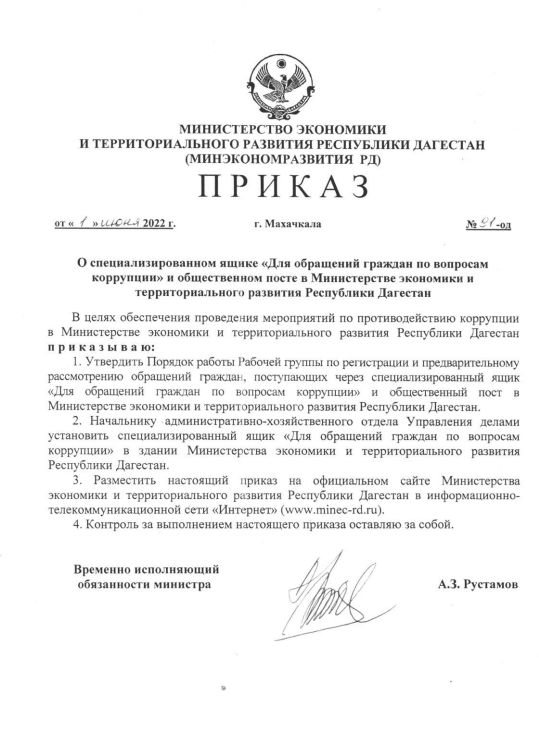 МИНИСТЕРСТВО ЭКОНОМИКИ
И ТЕРРИТОРИАЛЬНОГО РАЗВИТИЯ РЕСПУБЛИКИ ДАГЕСТАН
(МИНЭКОНОМРАЗВИТИЯ РД)
ПРИКАЗ
от « 1 » июня 2022 г. г. Махачкала № 91-од
О специализированном ящике «Для обращений граждан по вопросам
коррупции» и общественном посте в Министерстве экономики и
территориального развития Республики Дагестан
В целях обеспечения проведения мероприятий по противодействию коррупции
в Министерстве экономики и территориального развития Республики Дагестан
приказываю:
1. Утвердить Порядок работы Рабочей группы по регистрации и предварительному
рассмотрению обращений граждан, поступающих через специализированный ящик
«Для обращений граждан по вопросам коррупции» и общественный пост в
Министерстве экономики и территориального развития Республики Дагестан.
2. Начальнику административно-хозяйственного отдела Управления делами
установить специализированный ящик «Для обращений граждан по вопросам
коррупции» в здании Министерства экономики и территориального развития
Республики Дагестан.
3. Разместить настоящий приказ на официальном сайте Министерства
экономики и территориального развития Республики Дагестан в информационно-
телекоммуникационной сети «Интернет» (www.minec-rd.ru).
4. Контроль за выполнением настоящего приказа оставляю за собой.
Временно исполняющий
обязанности министра А.З. Рустамов